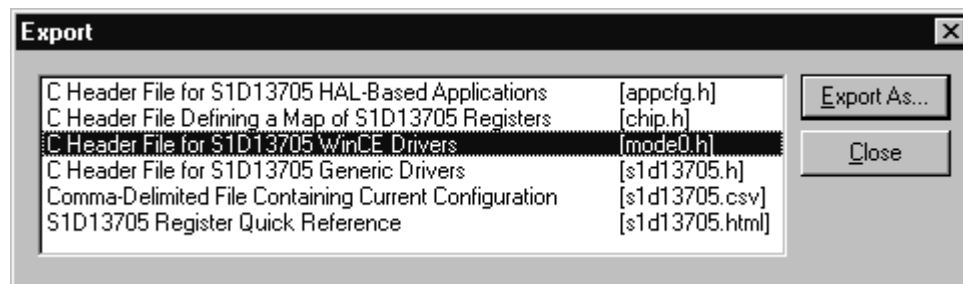 Export
C Header File for S1D13705 HAL-Based Applications [appcfg.h]
C Header File Defining a Map of S1D13705 Registers [chip.h]
C Header File for S1D13705 WinCE Drivers [mode0.h]
C Header File for S1D13705 Generic Drivers [s1d13705.h]
Comma-Delimited File Containing Current Configuration [s1d13705.csv]
S1D13705 Register Quick Reference [s1d13705.html]
Export As...
Close